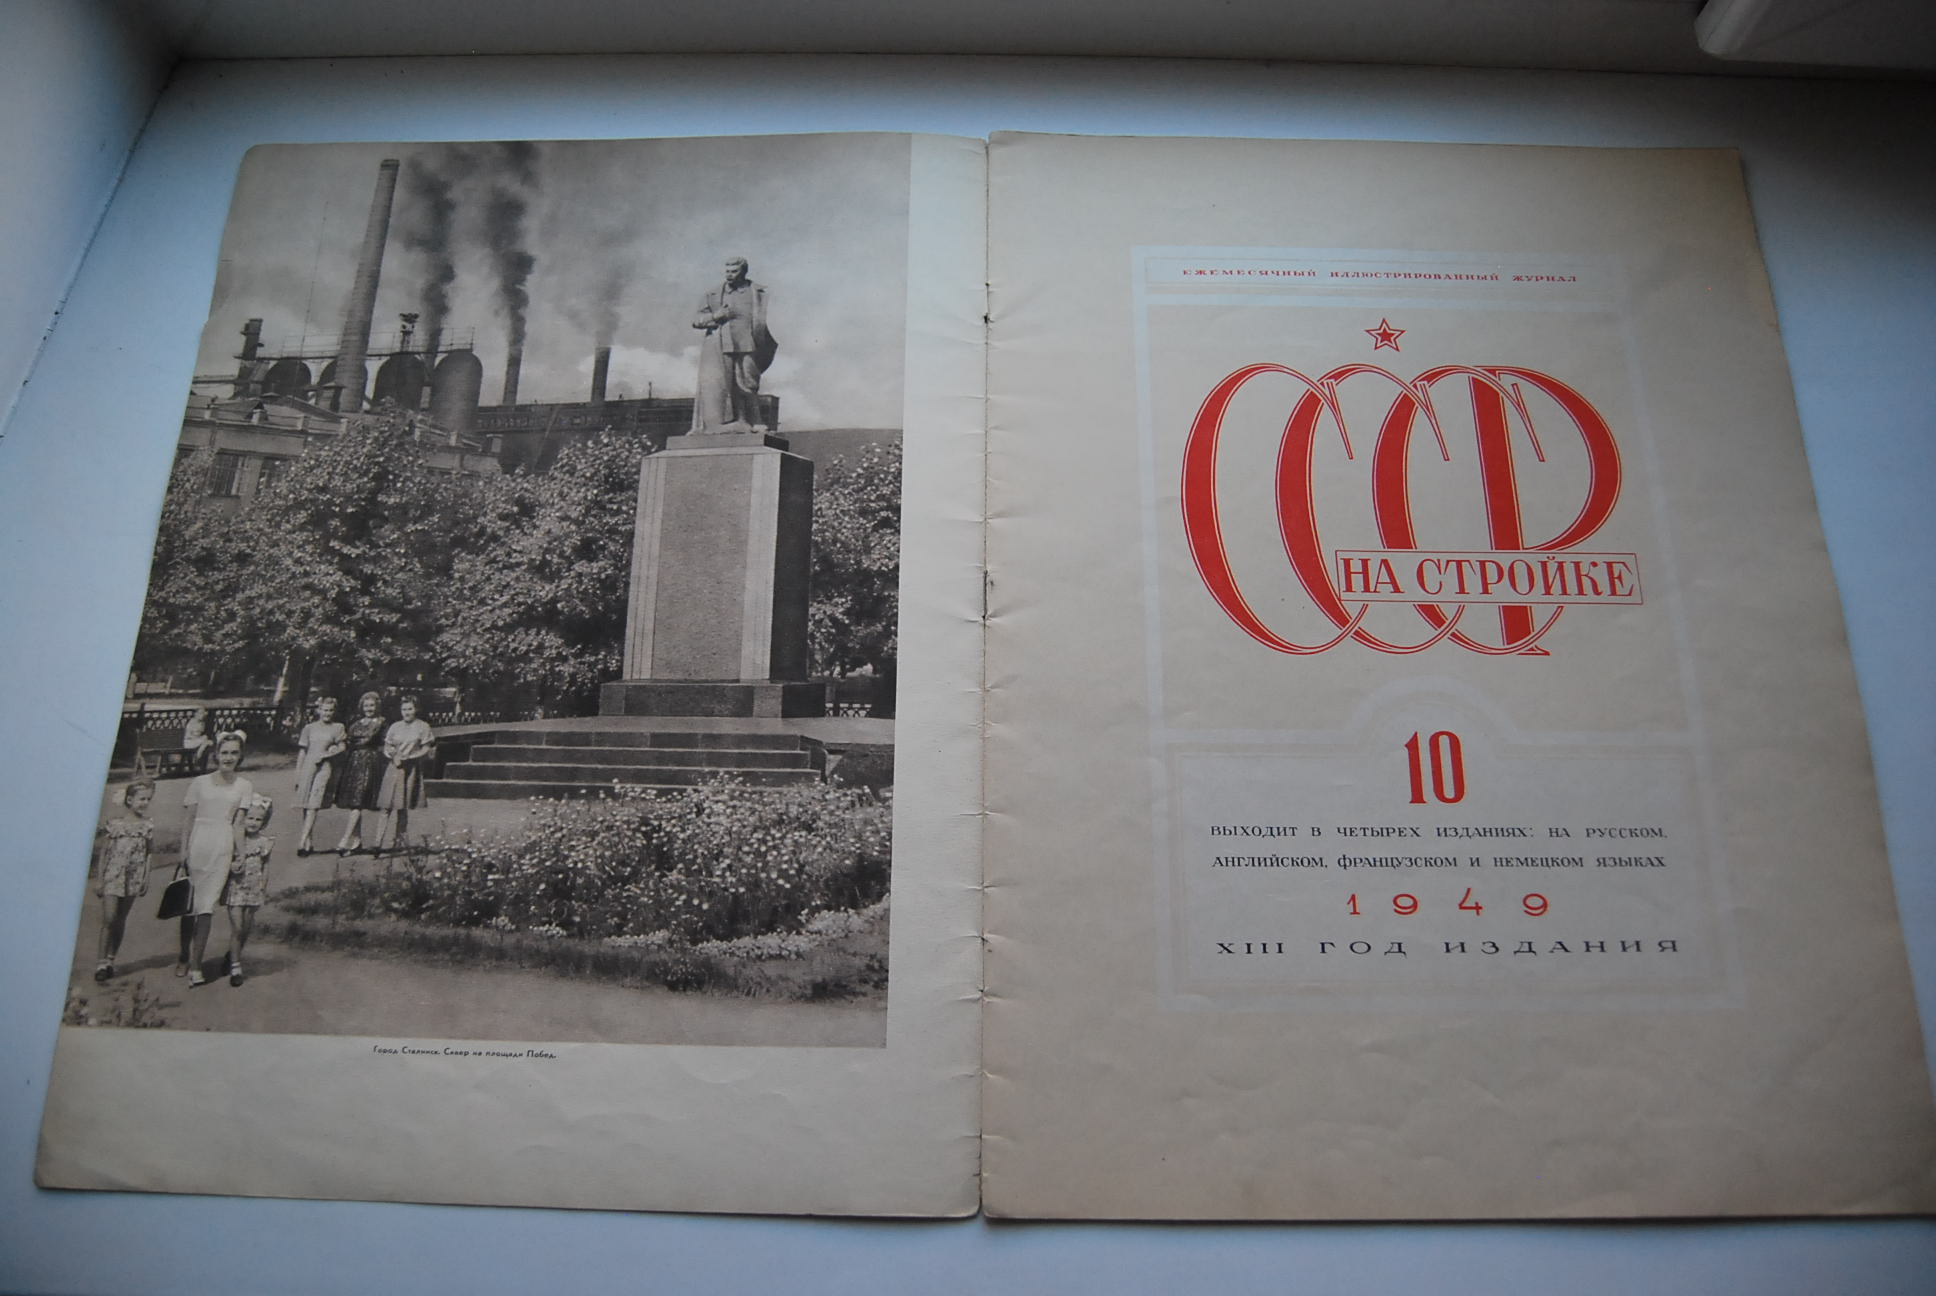 Город Сталинск. Сквер на площади Побед.
ЕЖЕМЕСЯЧНЫЙ ИЛЛЮСТРИРОВАННЫЙ ЖУРНАЛ
СССР
НА СТРОЙКЕ
10
ВЫХОДИТ В ЧЕТЫРЕХ ИЗДАНИЯХ: НА РУССКОМ,
АНГЛИЙСКОМ, ФРАНЦУЗСКОМ И НЕМЕЦКОМ ЯЗЫКАХ
1949
XIII ГОД ИЗДАНИЯ